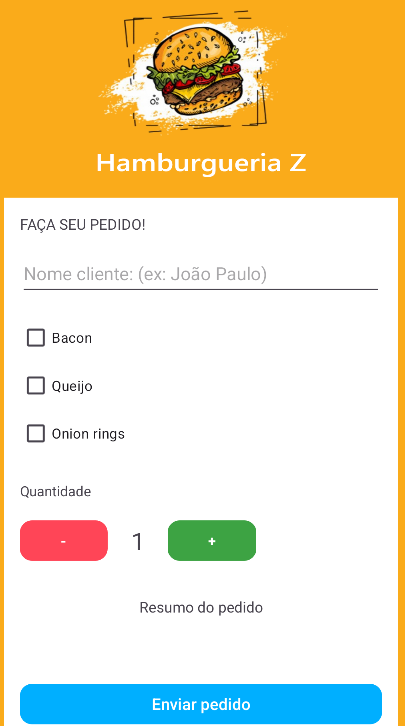 Hamburgueria Z
FAÇA SEU PEDIDO!
Nome cliente: (ex: João Paulo)
Bacon
Queijo
Onion rings
Quantidade
- 1 +
Resumo do pedido
Enviar pedido